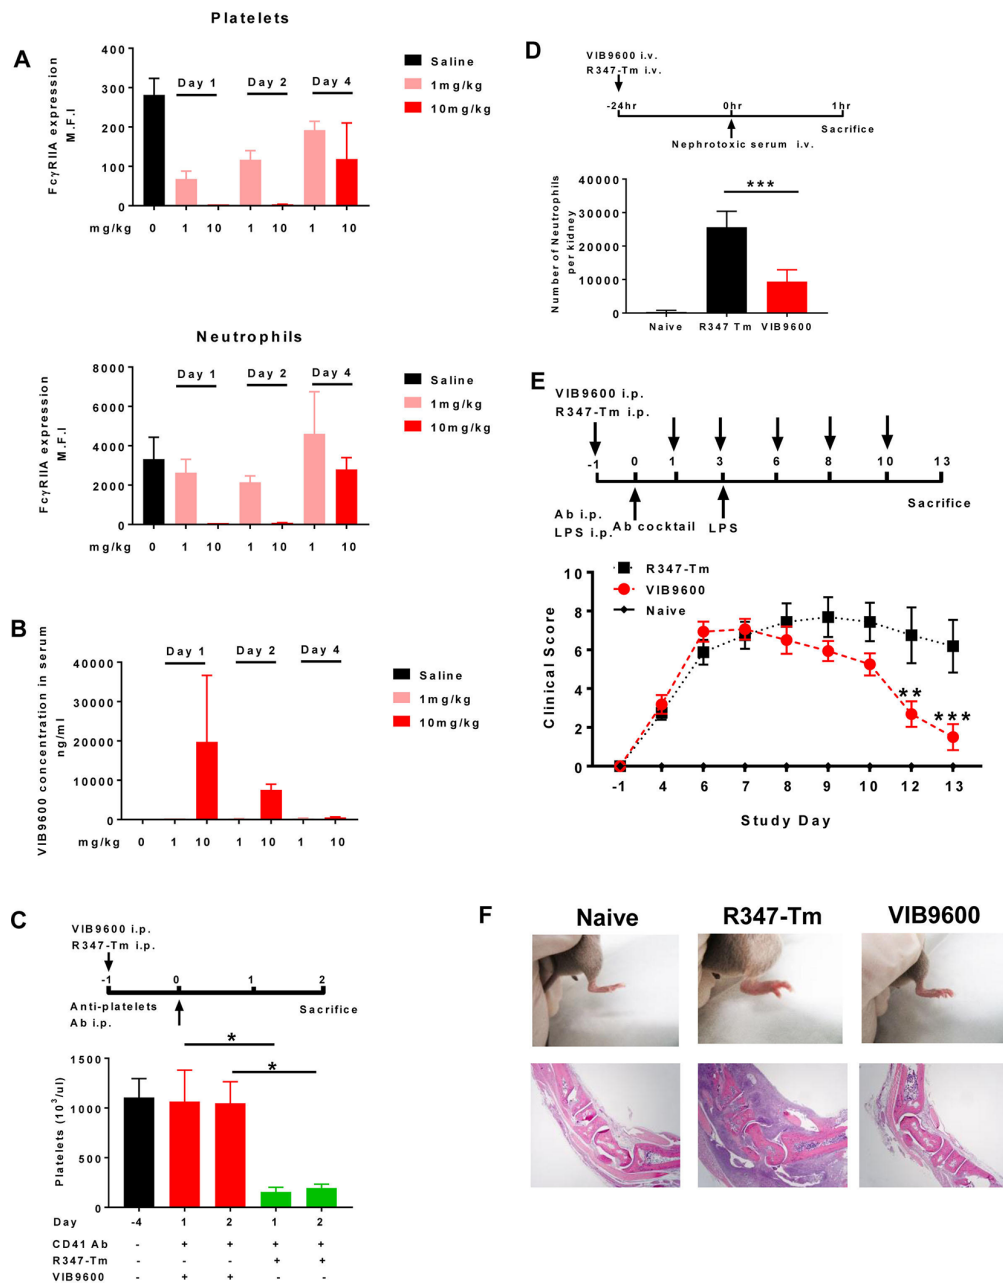 A
Platelets
FcγRIIA expression
M.F.I
400
300
200
100
0
Day 1
Day 2
Day 4
Saline
1mg/kg
10mg/kg
mg/kg 0 1 10 1 10 1 10
Neutrophils
FcγRIIA expression
M.F.I
8000
6000
4000
2000
0
Day 1
Day 2
Day 4
Saline
1mg/kg
10mg/kg
mg/kg 0 1 10 1 10 1 10
B
VIB9600 concentration in serum
ng/ml
40000
30000
20000
10000
0
Day 1
Day 2
Day 4
Saline
1mg/kg
10mg/kg
mg/kg 0 1 10 1 10 1 10
C
VIB9600 i.p.
R347-Tm i.p.
-1 0 1 2
Anti-platelets
Ab i.p.
Sacrifice
Platelets (10³/ul)
1500
1000
500
0
*
*
Day -4 1 2 1 2
CD41 Ab - + + + +
R347-Tm - - - + +
VIB9600 - + + - -
D
VIB9600 i.v.
R347-Tm i.v.
-24hr 0hr 1hr
Sacrifice
Nephrotoxic serum i.v.
Number of Neutrophils
per kidney
40000
30000
20000
10000
0
***
Naive R347 Tm VIB9600
E
VIB9600 i.p.
R347-Tm i.p.
-1 0 1 3 6 8 10 13
Sacrifice
Ab i.p.
LPS i.p.
Ab cocktail
LPS
R347-Tm
VIB9600
Naive
Clinical Score
10
8
6
4
2
0
**
***
-1 4 6 7 8 9 10 12 13
Study Day
F
Naive R347-Tm VIB9600